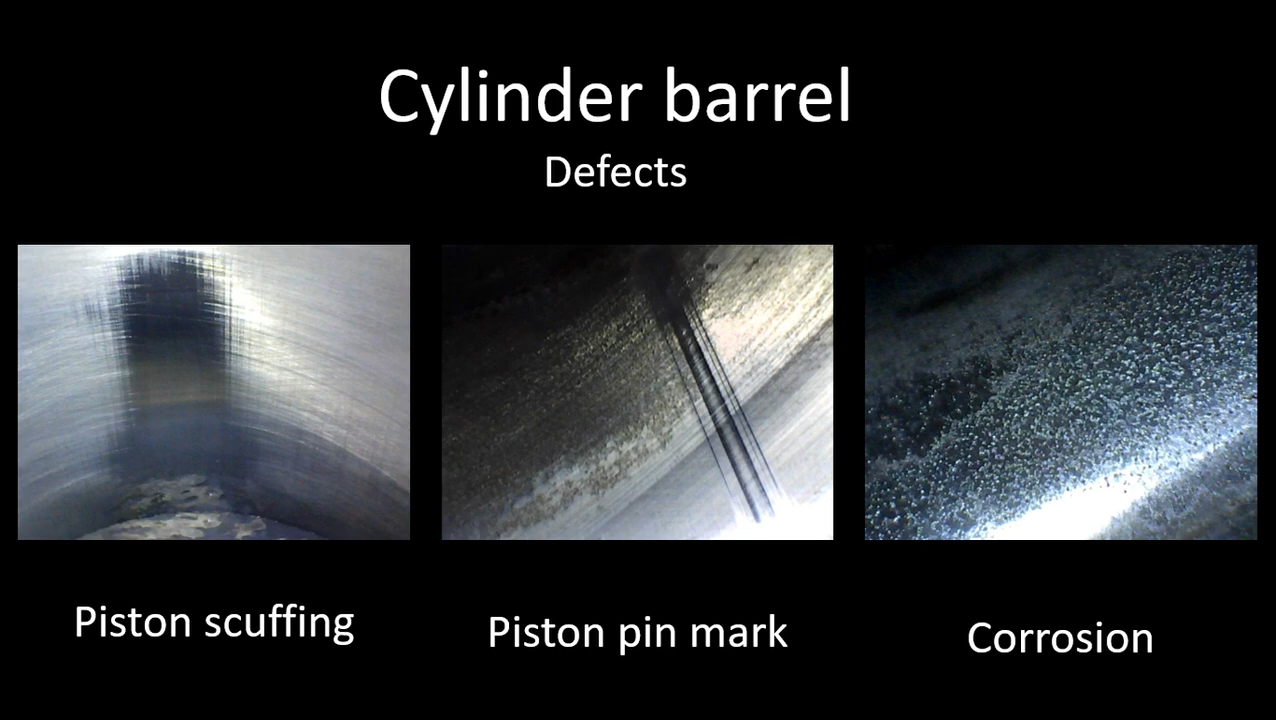 Cylinder barrel
Defects
Piston scuffing
Piston pin mark
Corrosion